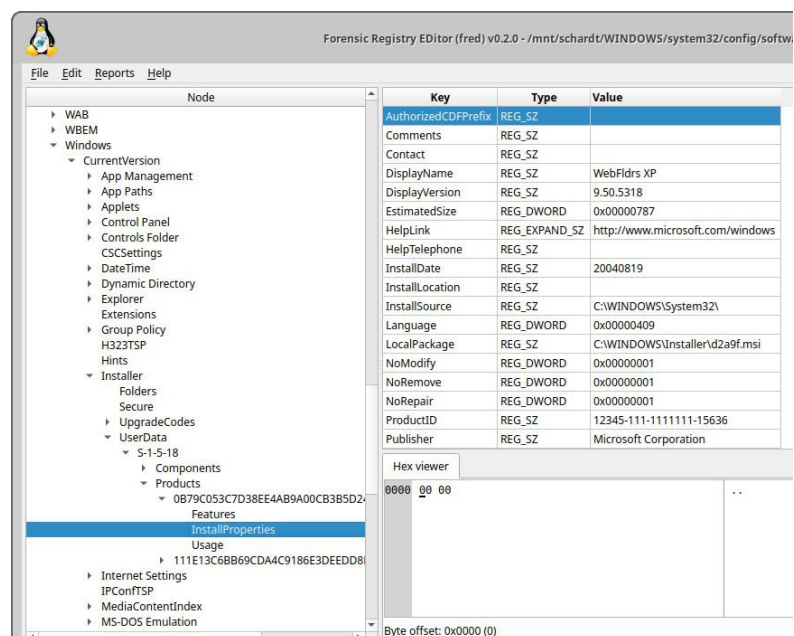 Forensic Registry EDitor (fred) v0.2.0 - /mnt/schardt/WINDOWS/system32/config/softwa
File Edit Reports Help
Node
WAB
WBEM
Windows
CurrentVersion
App Management
App Paths
Applets
Control Panel
Controls Folder
CSCSettings
DateTime
Dynamic Directory
Explorer
Extensions
Group Policy
H323TSP
Hints
Installer
Folders
Secure
UpgradeCodes
UserData
S-1-5-18
Components
Products
0B79C053C7D38EE4AB9A00CB3B5D24
Features
InstallProperties
Usage
111E13C6BB69CDA4C9186E3DEEDD8
Internet Settings
IPConfTSP
MediaContentIndex
MS-DOS Emulation
Key Type Value
AuthorizedCDFPrefix REG_SZ
Comments REG_SZ
Contact REG_SZ
DisplayName REG_SZ WebFldrs XP
DisplayVersion REG_SZ 9.50.5318
EstimatedSize REG_DWORD 0x00000787
HelpLink REG_EXPAND_SZ http://www.microsoft.com/windows
HelpTelephone REG_SZ
InstallDate REG_SZ 20040819
InstallLocation REG_SZ
InstallSource REG_SZ C:\WINDOWS\System32\
Language REG_DWORD 0x00000409
LocalPackage REG_SZ C:\WINDOWS\Installer\d2a9f.msi
NoModify REG_DWORD 0x00000001
NoRemove REG_DWORD 0x00000001
NoRepair REG_DWORD 0x00000001
ProductID REG_SZ 12345-111-1111111-15636
Publisher REG_SZ Microsoft Corporation
Hex viewer
0000 00 00 ..
Byte offset: 0x0000 (0)